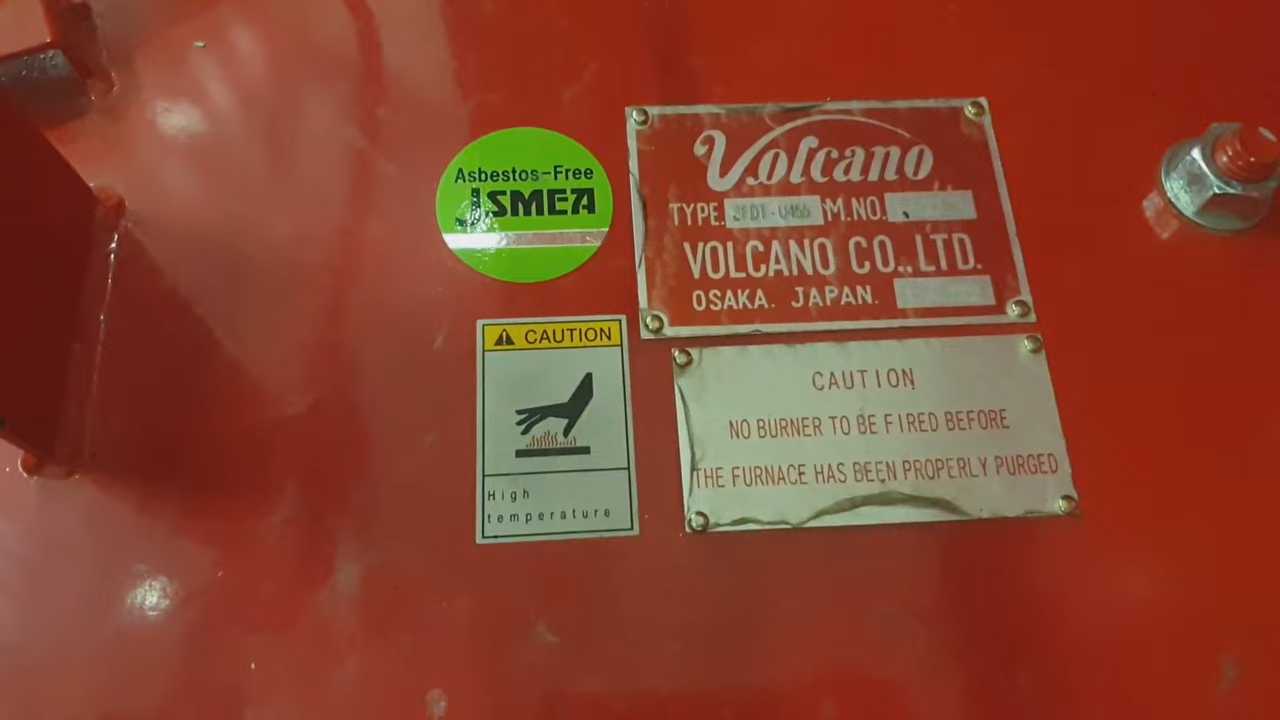 Asbestos-Free
JSMEA
Volcano
TYPE. M.NO.
VOLCANO CO., LTD.
OSAKA. JAPAN.
CAUTION
High
temperature
CAUTION
NO BURNER TO BE FIRED BEFORE
THE FURNACE HAS BEEN PROPERLY PURGED